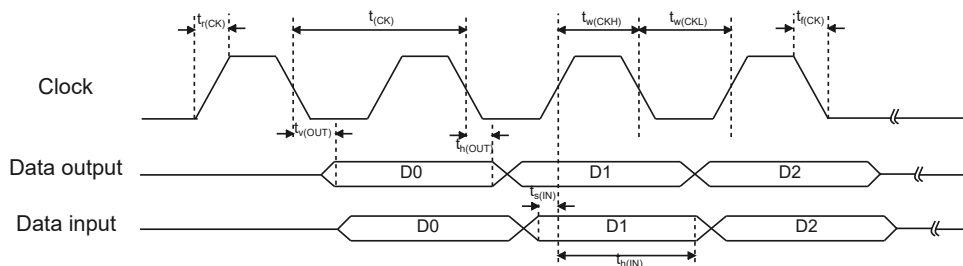 tr(CK) t(CK) tw(CKH) tw(CKL) tf(CK)
Clock
tv(OUT) th(OUT)
Data output D0 D1 D2
ts(IN)
Data input D0 D1 D2
th(IN)